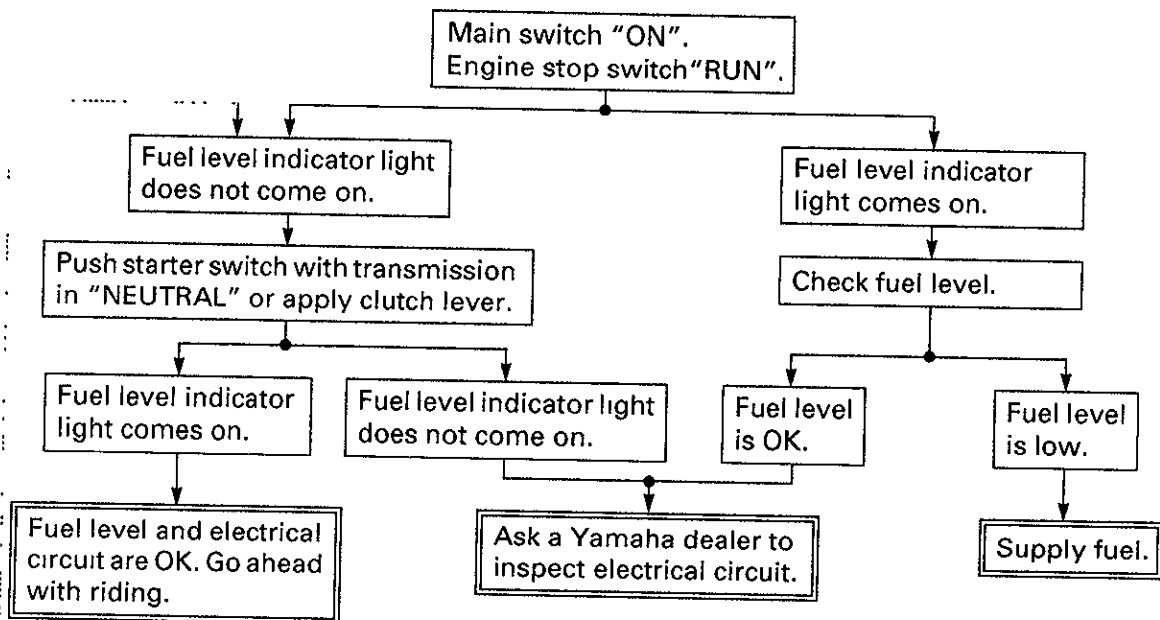 Main switch "ON".
Engine stop switch"RUN".
Fuel level indicator light
does not come on.
Fuel level indicator
light comes on.
Push starter switch with transmission
in "NEUTRAL" or apply clutch lever.
Check fuel level.
Fuel level indicator
light comes on.
Fuel level indicator light
does not come on.
Fuel level
is OK.
Fuel level
is low.
Fuel level and electrical
circuit are OK. Go ahead
with riding.
Ask a Yamaha dealer to
inspect electrical circuit.
Supply fuel.